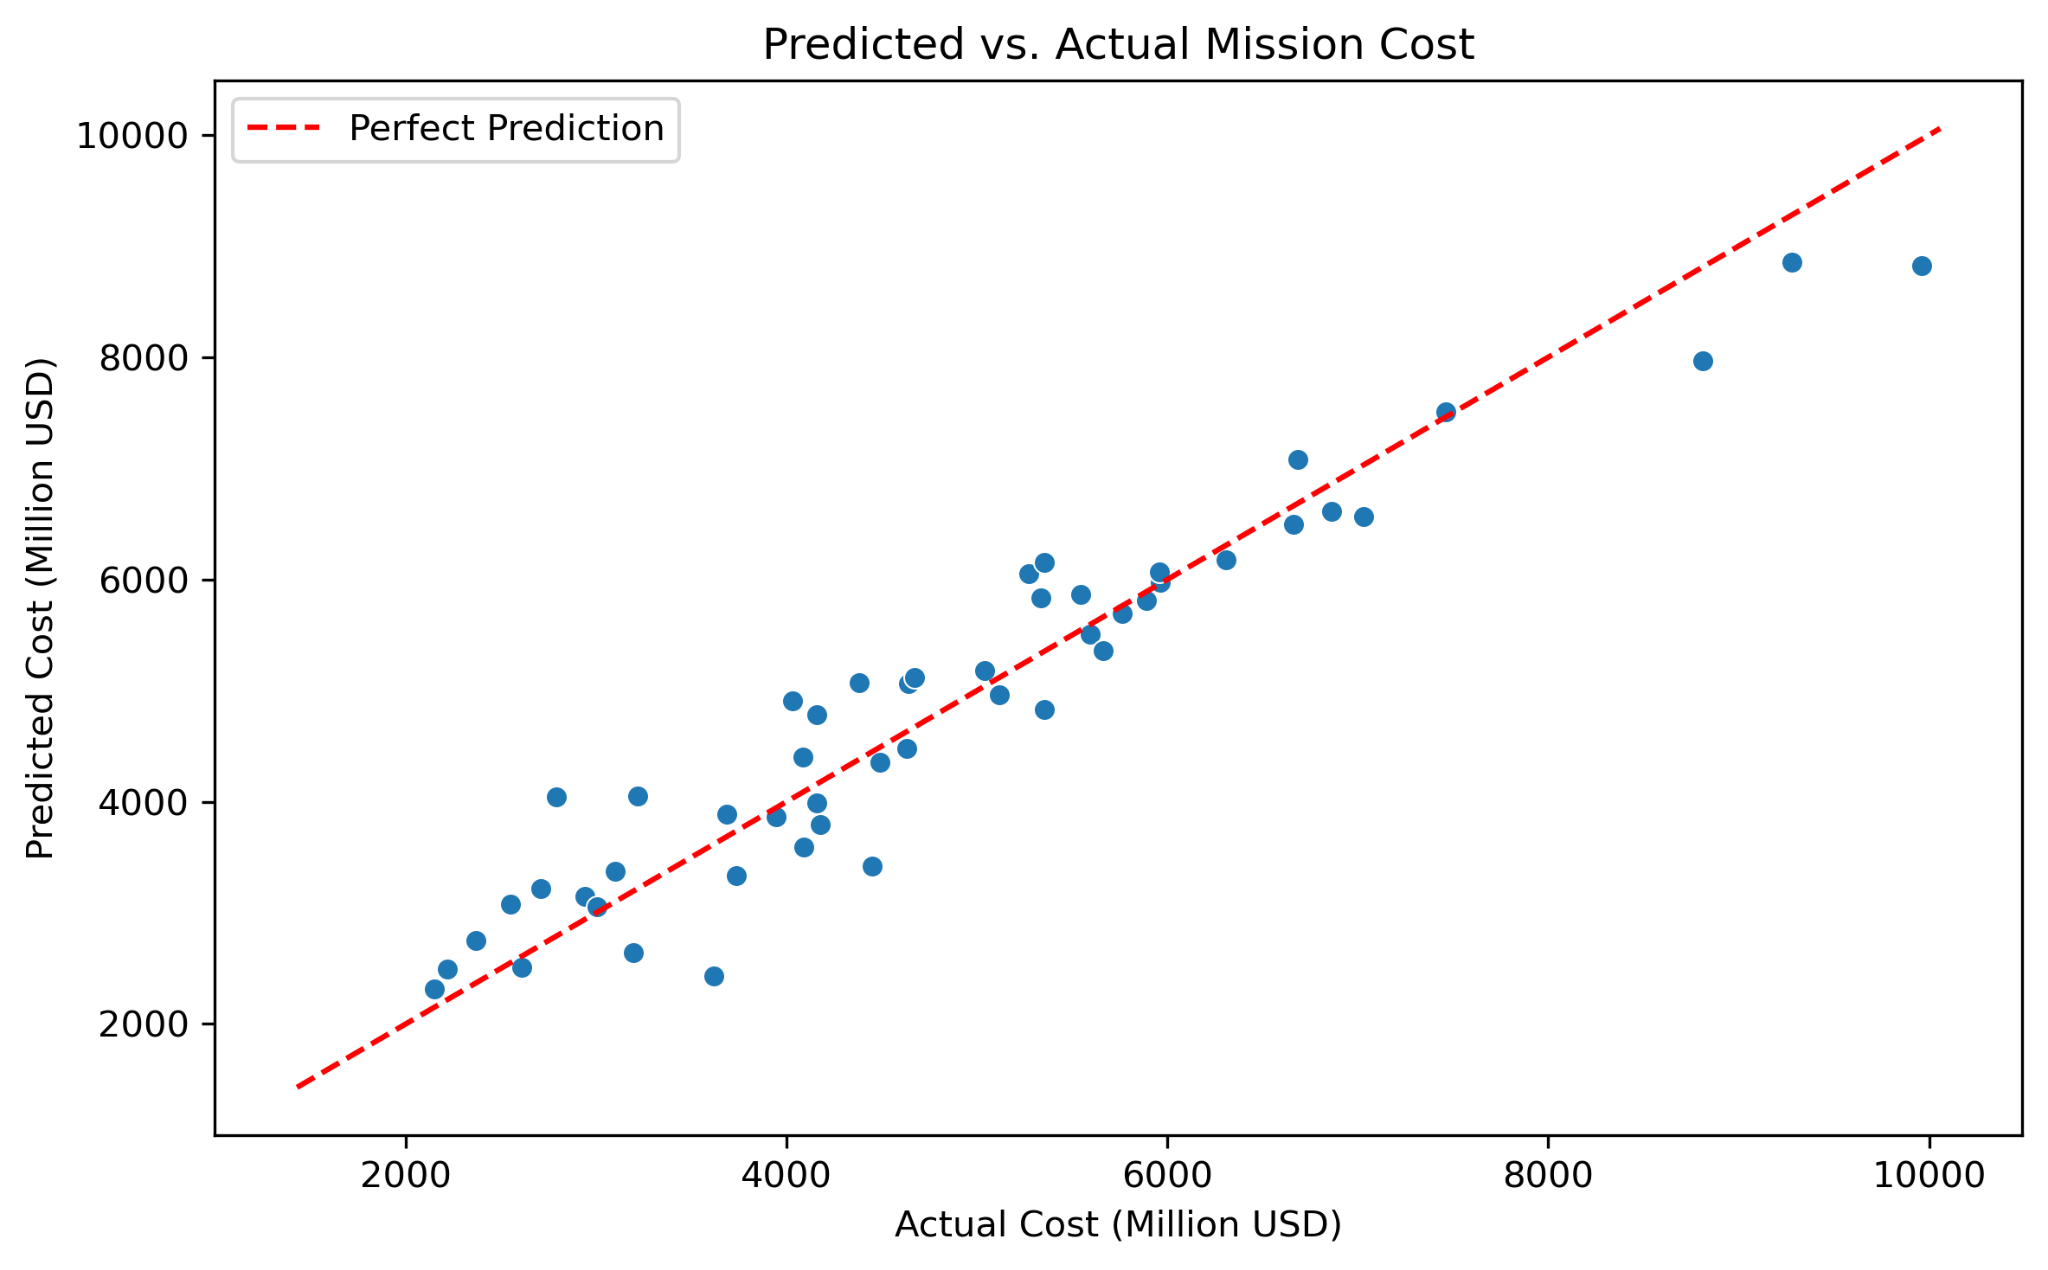 Predicted vs. Actual Mission Cost
Perfect Prediction
10000
8000
6000
4000
2000
Predicted Cost (Million USD)
2000 4000 6000 8000 10000
Actual Cost (Million USD)